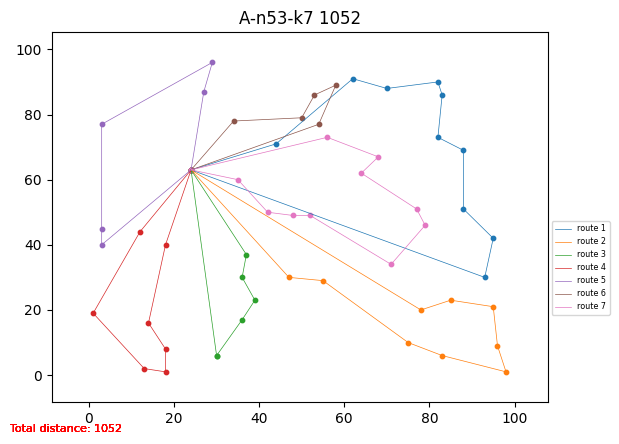 A-n53-k7 1052
100
80
60
40
20
0
0 20 40 60 80 100
route 1
route 2
route 3
route 4
route 5
route 6
route 7
Total distance: 1052